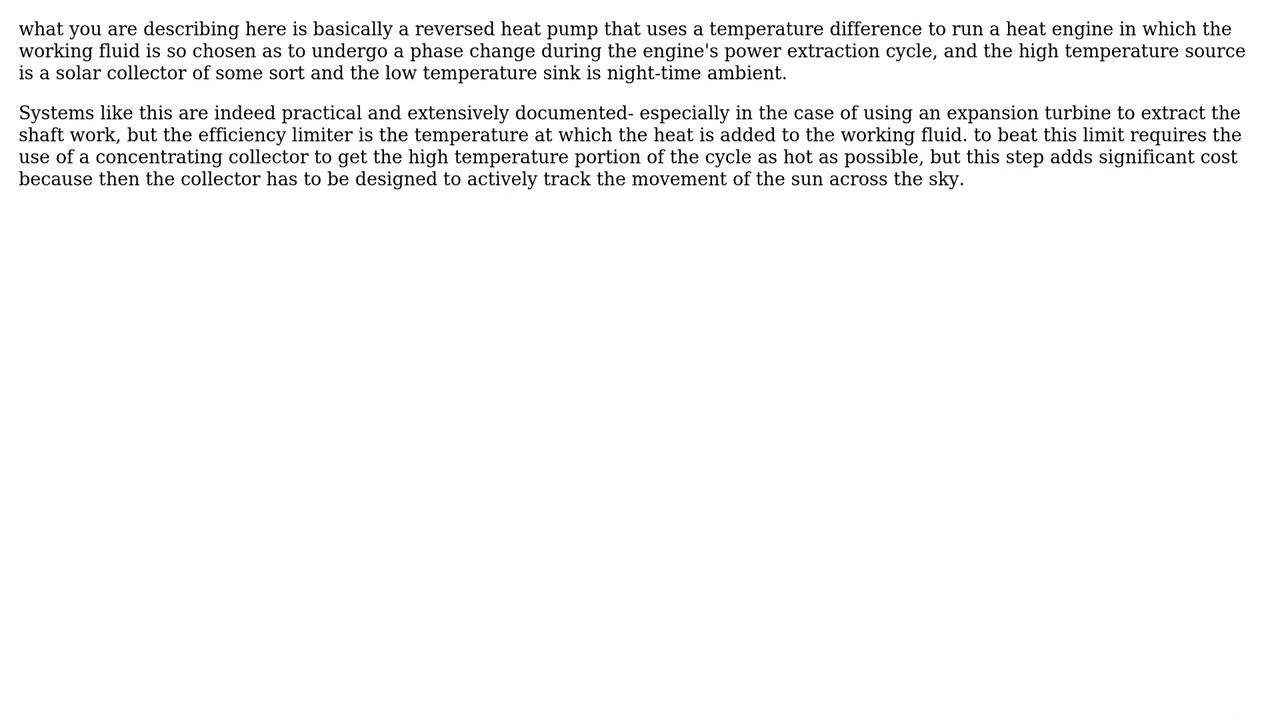 what you are describing here is basically a reversed heat pump that uses a temperature difference to run a heat engine in which the
working fluid is so chosen as to undergo a phase change during the engine's power extraction cycle, and the high temperature source
is a solar collector of some sort and the low temperature sink is night-time ambient.
Systems like this are indeed practical and extensively documented- especially in the case of using an expansion turbine to extract the
shaft work, but the efficiency limiter is the temperature at which the heat is added to the working fluid. to beat this limit requires the
use of a concentrating collector to get the high temperature portion of the cycle as hot as possible, but this step adds significant cost
because then the collector has to be designed to actively track the movement of the sun across the sky.